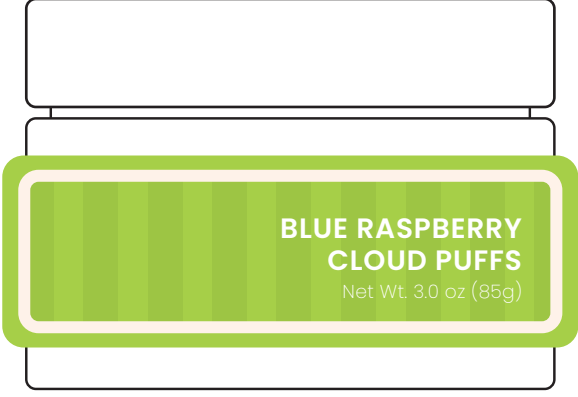 BLUE RASPBERRY
CLOUD PUFFS
Net Wt. 3.0 oz (85g)